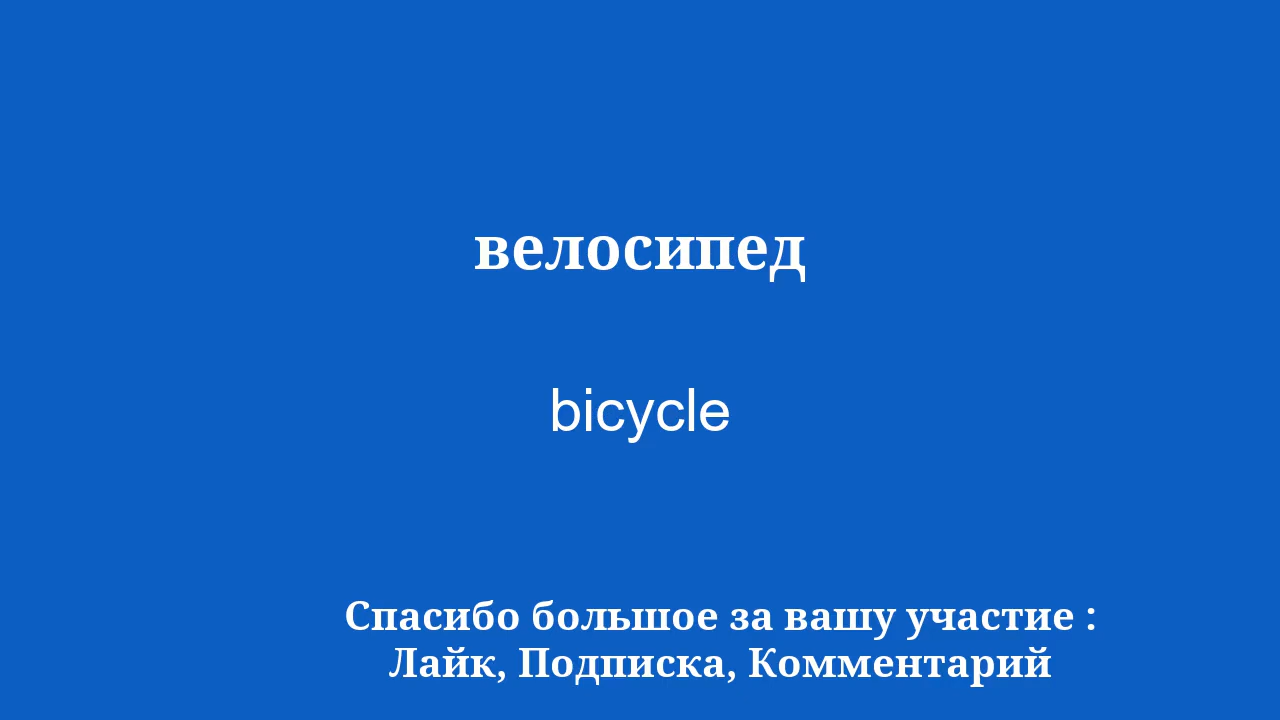 велосипед
bicycle
Спасибо большое за вашу участие :
Лайк, Подписка, Комментарий